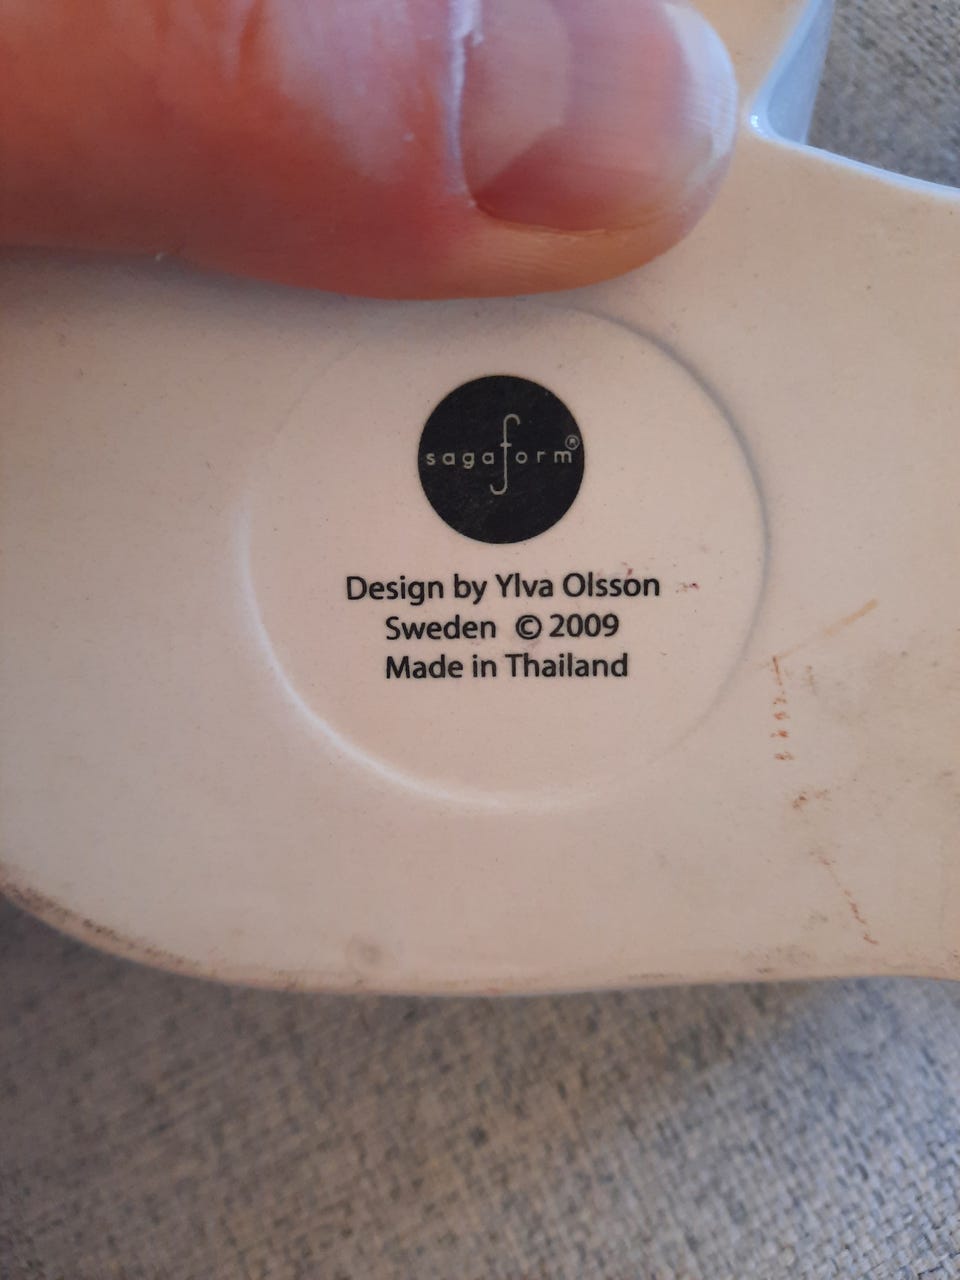 sagaform®
Design by Ylva Olsson
Sweden © 2009
Made in Thailand